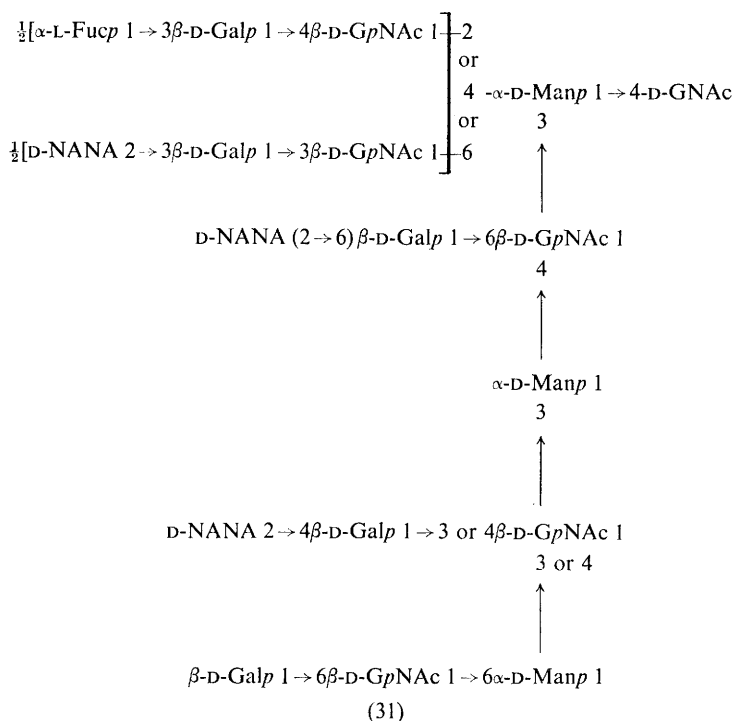 ½[α-L-Fucp 1→3β-D-Galp 1→4β-D-GpNAc 1-2
or
4 -α-D-Manp 1→4-D-GNAc
or 3
½[D-NANA 2→3β-D-Galp 1→3β-D-GpNAc 1-6
D-NANA (2→6) β-D-Galp 1→6β-D-GpNAc 1
4
α-D-Manp 1
3
D-NANA 2→4β-D-Galp 1→3 or 4β-D-GpNAc 1
3 or 4
β-D-Galp 1→6β-D-GpNAc 1→6α-D-Manp 1
(31)